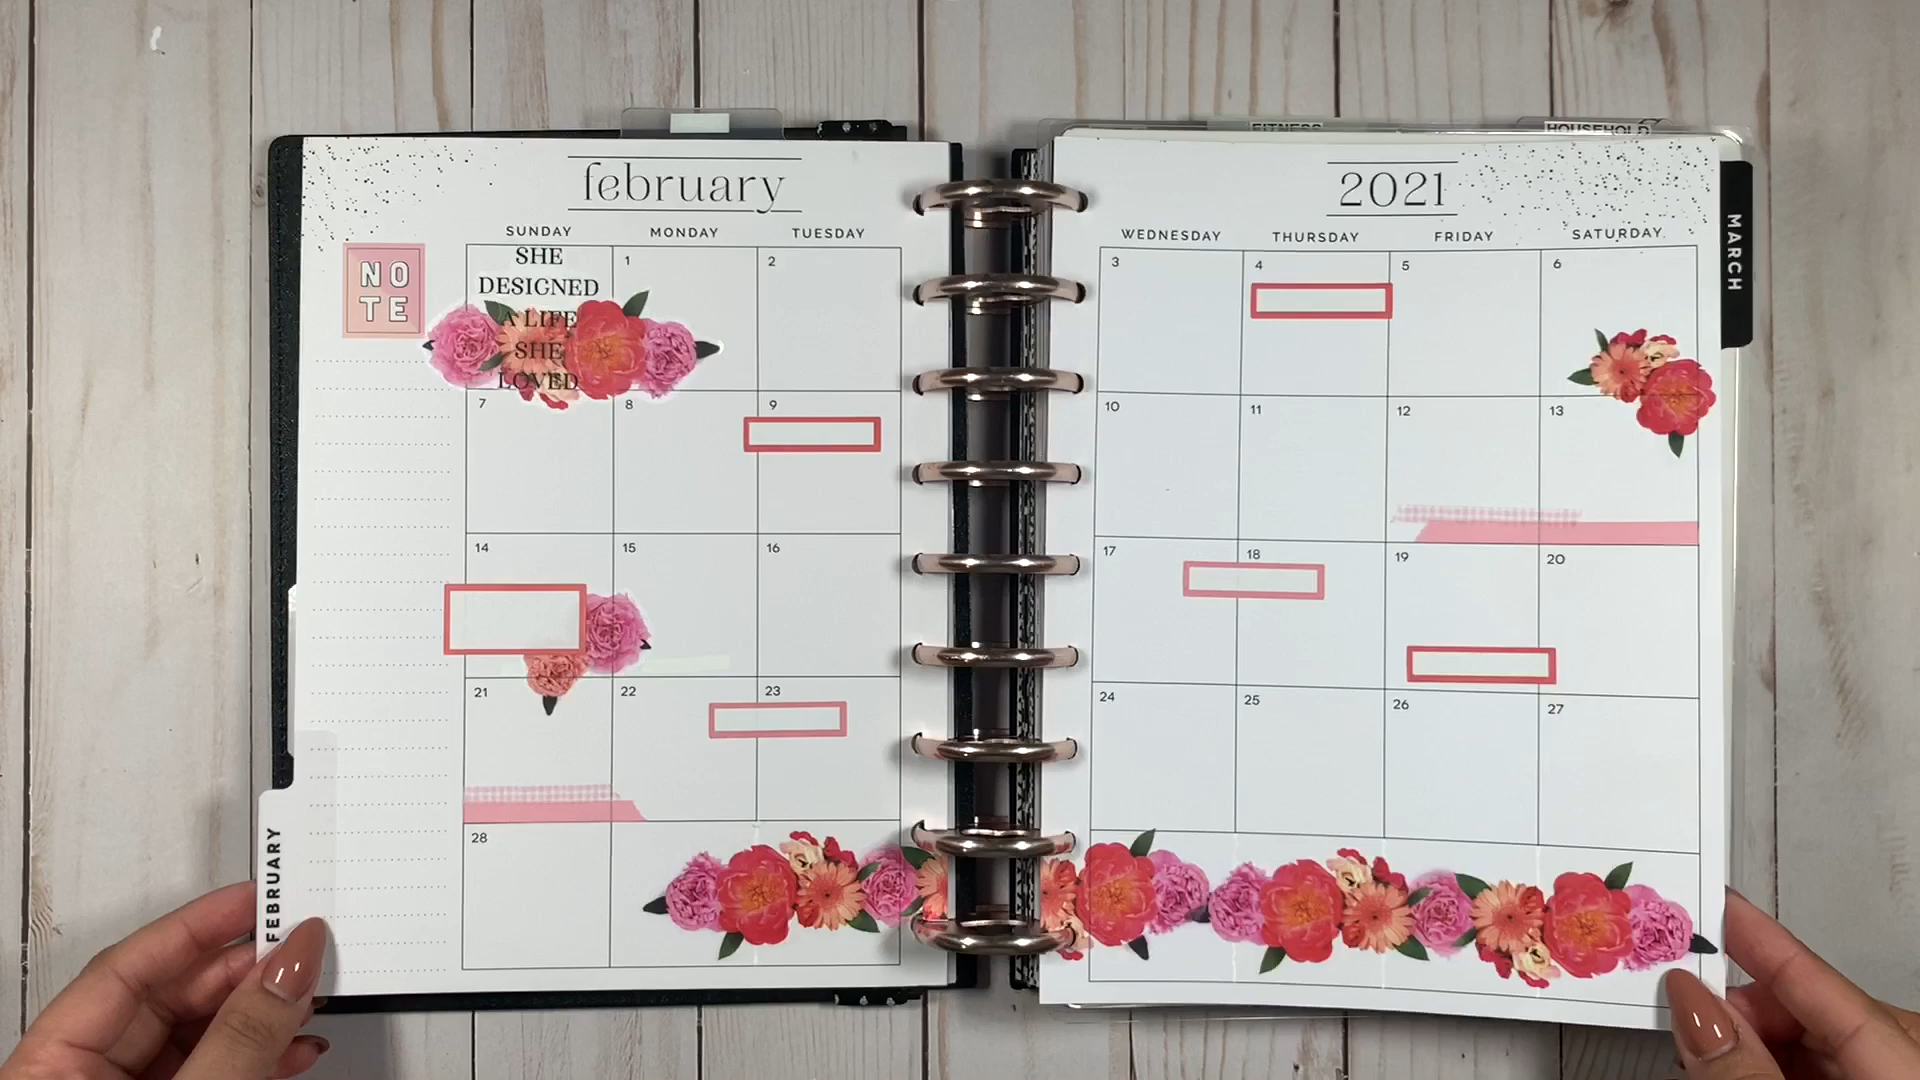 FITNESS
HOUSEHOLD
february
2021
SUNDAY MONDAY TUESDAY
WEDNESDAY THURSDAY FRIDAY SATURDAY
MARCH
NO
TE
SHE
DESIGNED
A LIFE
SHE
LOVED
1 2
3 4 5 6
7 8 9
10 11 12 13
14 15 16
17 18 19 20
21 22 23
24 25 26 27
28
FEBRUARY